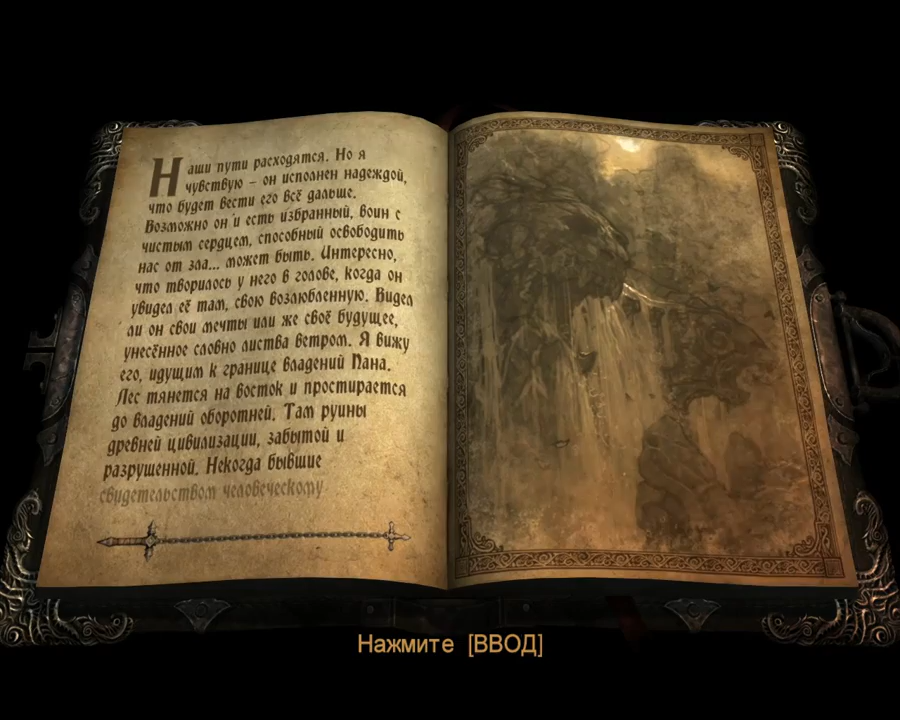 Наши пути расходятся. Но я
чувствую – он исполнен надеждой,
что будет вести его всё дальше.
Возможно он и есть избранный, воин с
чистым сердцем, способный освободить
нас от зла... может быть. Интересно,
что творилось у него в голове, когда он
увидел её там, свою возлюбленную. Видел
ли он свои мечты или же своё будущее,
унесённое словно листва ветром. Я вижу
его, идущим к границе владений Пана.
Лес тянется на восток и простирается
до владений оборотней. Там руины
древней цивилизации, забытой и
разрушенной. Некогда бывшие
свидетельством человеческому
Нажмите [ВВОД]